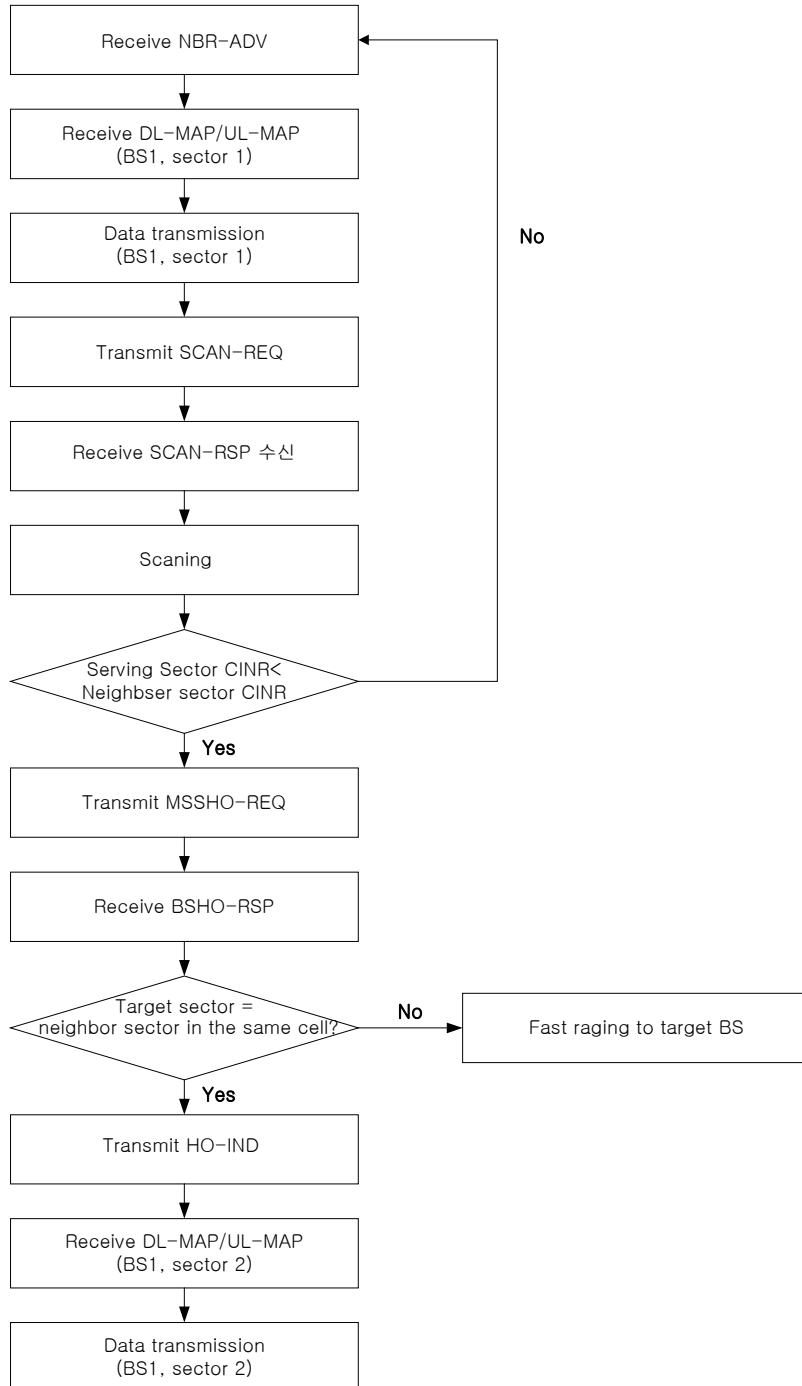 Receive NBR-ADV
Receive DL-MAP/UL-MAP
(BS1, sector 1)
Data transmission
(BS1, sector 1)
No
Transmit SCAN-REQ
Receive SCAN-RSP 수신
Scaning
Serving Sector CINR<
Neighbser sector CINR
Yes
Transmit MSSHO-REQ
Receive BSHO-RSP
Target sector =
neighbor sector in the same cell?
No
Fast raging to target BS
Yes
Transmit HO-IND
Receive DL-MAP/UL-MAP
(BS1, sector 2)
Data transmission
(BS1, sector 2)